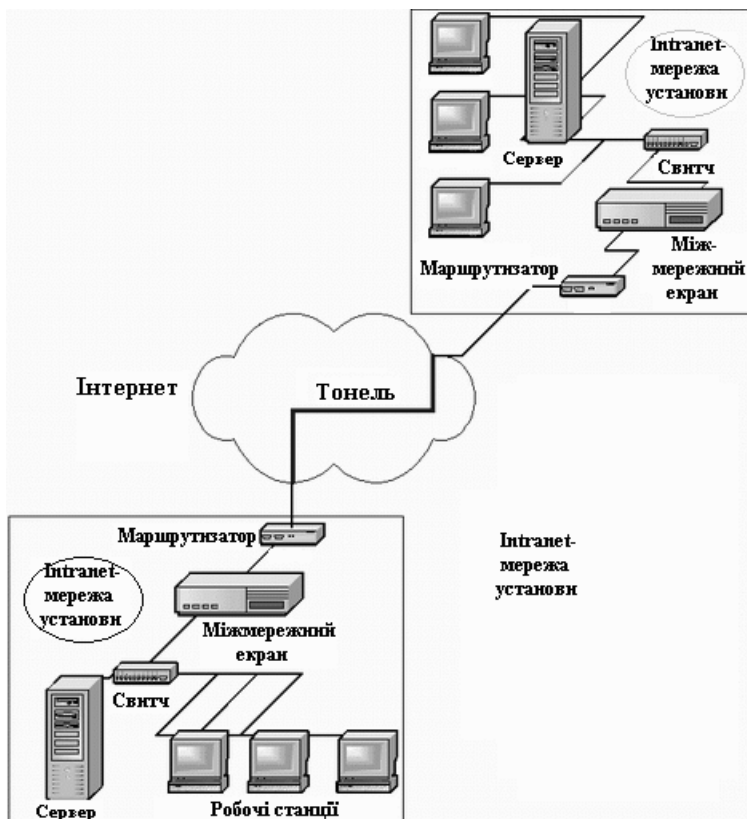 Intranet-
мережа
установи
Сервер
Свитч
Між-
мережний
екран
Маршрутизатор
Інтернет
Тонель
Маршрутизатор
Intranet-
мережа
установи
Intranet-
мережа
установи
Міжмережний
екран
Свитч
Сервер
Робочі станції